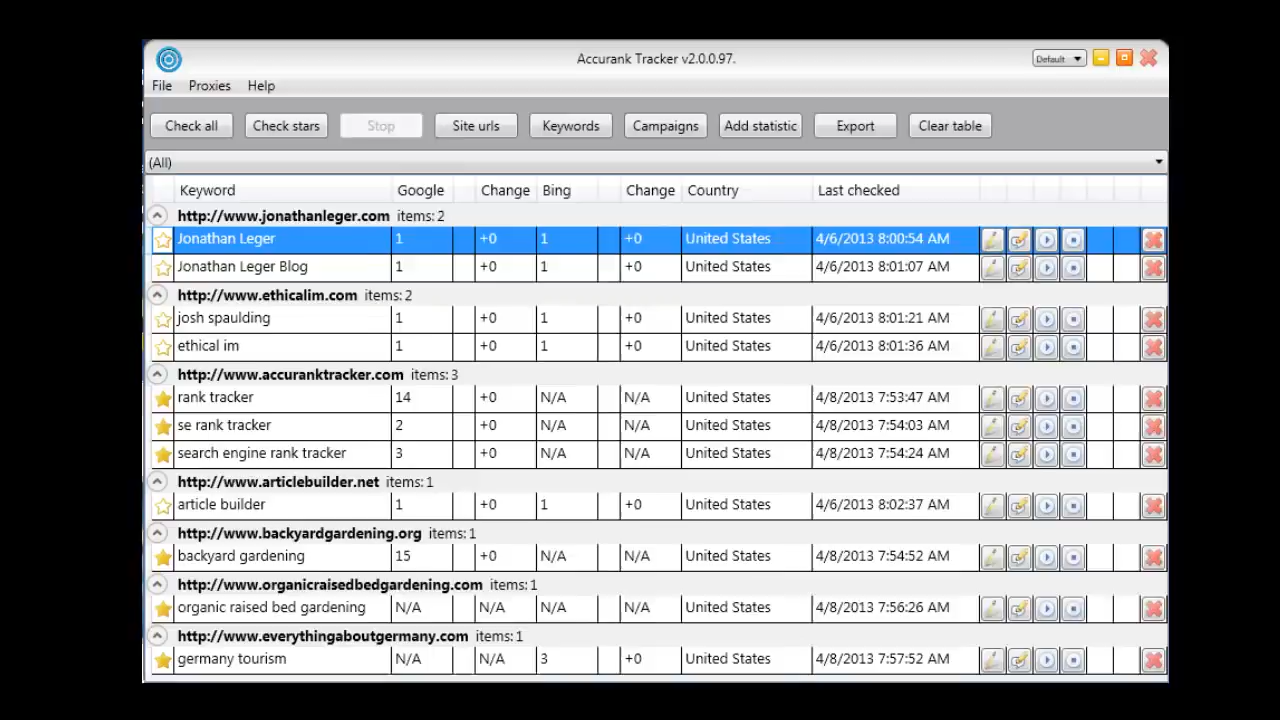 Accurank Tracker v2.0.0.97.
Default
File Proxies Help
Check all Check stars Stop Site urls Keywords Campaigns Add statistic Export Clear table
(All)
Keyword Google Change Bing Change Country Last checked
http://www.jonathanleger.com items: 2
Jonathan Leger 1 +0 1 +0 United States 4/6/2013 8:00:54 AM
Jonathan Leger Blog 1 +0 1 +0 United States 4/6/2013 8:01:07 AM
http://www.ethicalim.com items: 2
josh spaulding 1 +0 1 +0 United States 4/6/2013 8:01:21 AM
ethical im 1 +0 1 +0 United States 4/6/2013 8:01:36 AM
http://www.accuranktracker.com items: 3
rank tracker 14 +0 N/A N/A United States 4/8/2013 7:53:47 AM
se rank tracker 2 +0 N/A N/A United States 4/8/2013 7:54:03 AM
search engine rank tracker 3 +0 N/A N/A United States 4/8/2013 7:54:24 AM
http://www.articlebuilder.net items: 1
article builder 1 +0 1 +0 United States 4/6/2013 8:02:37 AM
http://www.backyardgardening.org items: 1
backyard gardening 15 +0 N/A N/A United States 4/8/2013 7:54:52 AM
http://www.organicraisedbedgardening.com items: 1
organic raised bed gardening N/A N/A N/A N/A United States 4/8/2013 7:56:26 AM
http://www.everythingaboutgermany.com items: 1
germany tourism N/A N/A 3 +0 United States 4/8/2013 7:57:52 AM